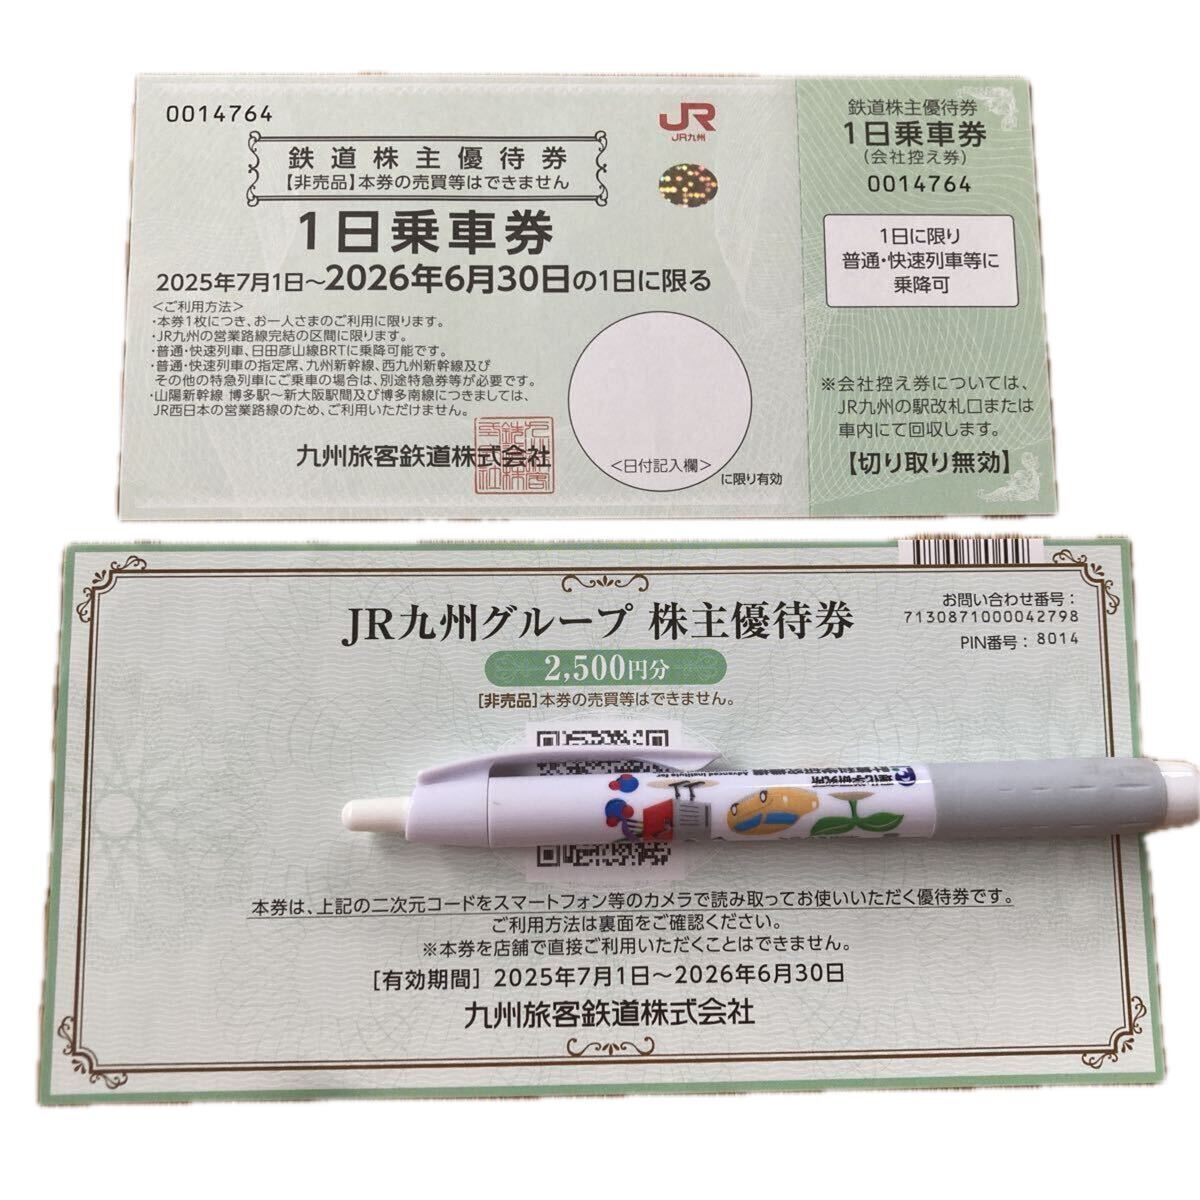 0014764
JR
JR九州
鉄道株主優待券
【非売品】本券の売買等はできません
1日乗車券
2025年7月1日～2026年6月30日の1日に限る
＜ご利用方法＞
・本券1枚につき、お一人さまのご利用に限ります。
・JR九州の営業路線完結の区間に限ります。
・普通・快速列車、日田彦山線BRTに乗降可能です。
・普通・快速列車の指定席、九州新幹線、西九州新幹線及び
その他の特急列車にご乗車の場合は、別途特急券等が必要です。
・山陽新幹線 博多駅～新大阪駅間及び博多南線につきましては、
JR西日本の営業路線のため、ご利用いただけません。
九州旅客鉄道株式会社
＜日付記入欄＞
に限り有効
鉄道株主優待券
1日乗車券
(会社控え券)
0014764
1日に限り
普通・快速列車等に
乗降可
※会社控え券については、
JR九州の駅改札口または
車内にて回収します。
【切り取り無効】
お問い合わせ番号：
7130871000042798
PIN番号：8014
JR九州グループ 株主優待券
2,500円分
[非売品]本券の売買等はできません。
理化学研究所
計算科学研究機構
Advanced Institute for
本券は、上記の二次元コードをスマートフォン等のカメラで読み取ってお使いいただく優待券です。
ご利用方法は裏面をご確認ください。
※本券を店舗で直接ご利用いただくことはできません。
[有効期間] 2025年7月1日～2026年6月30日
九州旅客鉄道株式会社